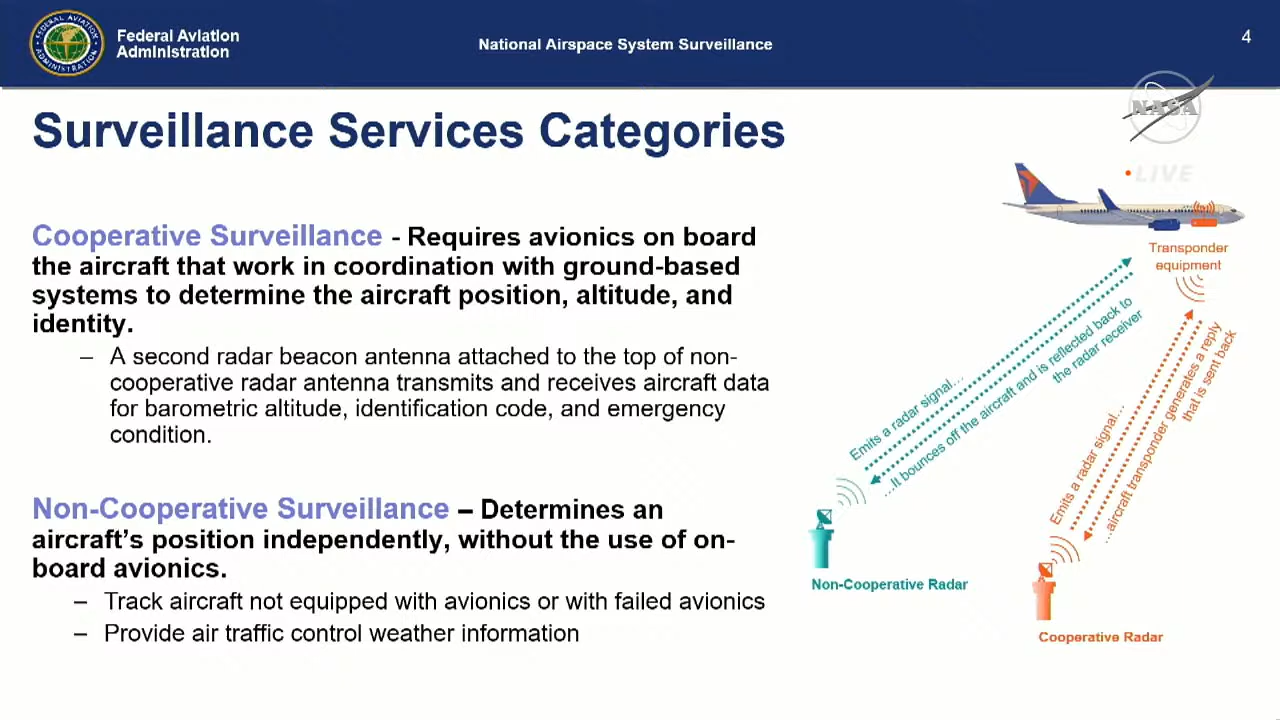 Federal Aviation
Administration
National Airspace System Surveillance
4
NASA
LIVE
Surveillance Services Categories
Cooperative Surveillance - Requires avionics on board
the aircraft that work in coordination with ground-based
systems to determine the aircraft position, altitude, and
identity.
– A second radar beacon antenna attached to the top of non-
cooperative radar antenna transmits and receives aircraft data
for barometric altitude, identification code, and emergency
condition.
Non-Cooperative Surveillance – Determines an
aircraft's position independently, without the use of on-
board avionics.
– Track aircraft not equipped with avionics or with failed avionics
– Provide air traffic control weather information
Transponder
equipment
Emits a radar signal...
...It bounces off the aircraft and is reflected back to
the radar receiver
Emits a radar signal...
...aircraft transponder generates a reply
that is sent back
Non-Cooperative Radar
Cooperative Radar
FEDERAL AVIATION
ADMINISTRATION